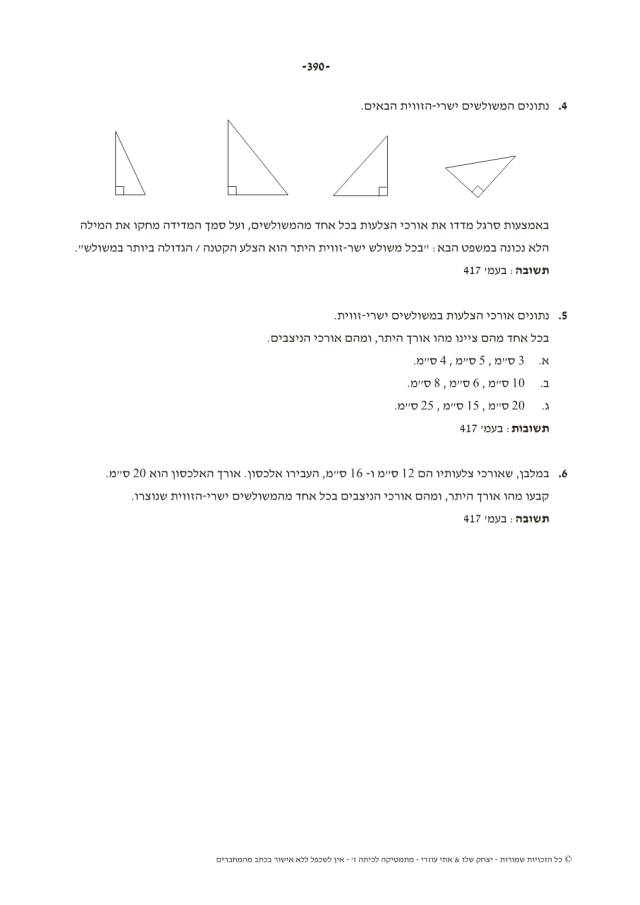 -390-
4. נתונים המשולשים ישרי-הזווית הבאים.
באמצעות סרגל מדדו את אורכי הצלעות בכל אחד מהמשולשים, ועל סמך המדידה מחקו את המילה
הלא נכונה במשפט הבא : ״בכל משולש ישר-זווית היתר הוא הצלע הקטנה / הגדולה ביותר במשולש״.
תשובה : בעמ׳ 417
5. נתונים אורכי הצלעות במשולשים ישרי-זווית.
בכל אחד מהם ציינו מהו אורך היתר, ומהם אורכי הניצבים.
א. 3 ס״מ , 5 ס״מ , 4 ס״מ.
ב. 10 ס״מ , 6 ס״מ , 8 ס״מ.
ג. 20 ס״מ , 15 ס״מ , 25 ס״מ.
תשובות : בעמ׳ 417
6. במלבן, שאורכי צלעותיו הם 12 ס״מ ו- 16 ס״מ, העבירו אלכסון. אורך האלכסון הוא 20 ס״מ.
קבעו מהו אורך היתר, ומהם אורכי הניצבים בכל אחד מהמשולשים ישרי-הזווית שנוצרו.
תשובה : בעמ׳ 417
© כל הזכויות שמורות - יצחק שלו & אתי עוזרי - מתמטיקה לכיתה ז׳ - אין לשכפל ללא אישור בכתב מהמחברים